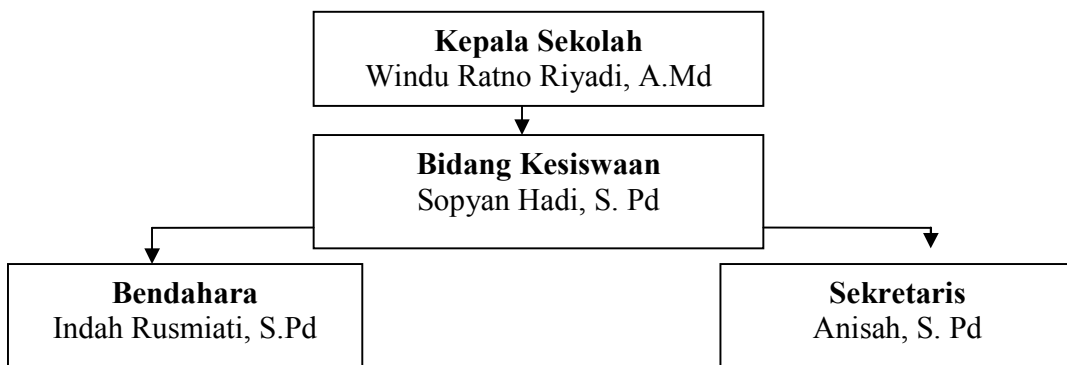 Kepala Sekolah
Windu Ratno Riyadi, A.Md
Bidang Kesiswaan
Sopyan Hadi, S. Pd
Bendahara
Indah Rusmiati, S.Pd
Sekretaris
Anisah, S. Pd